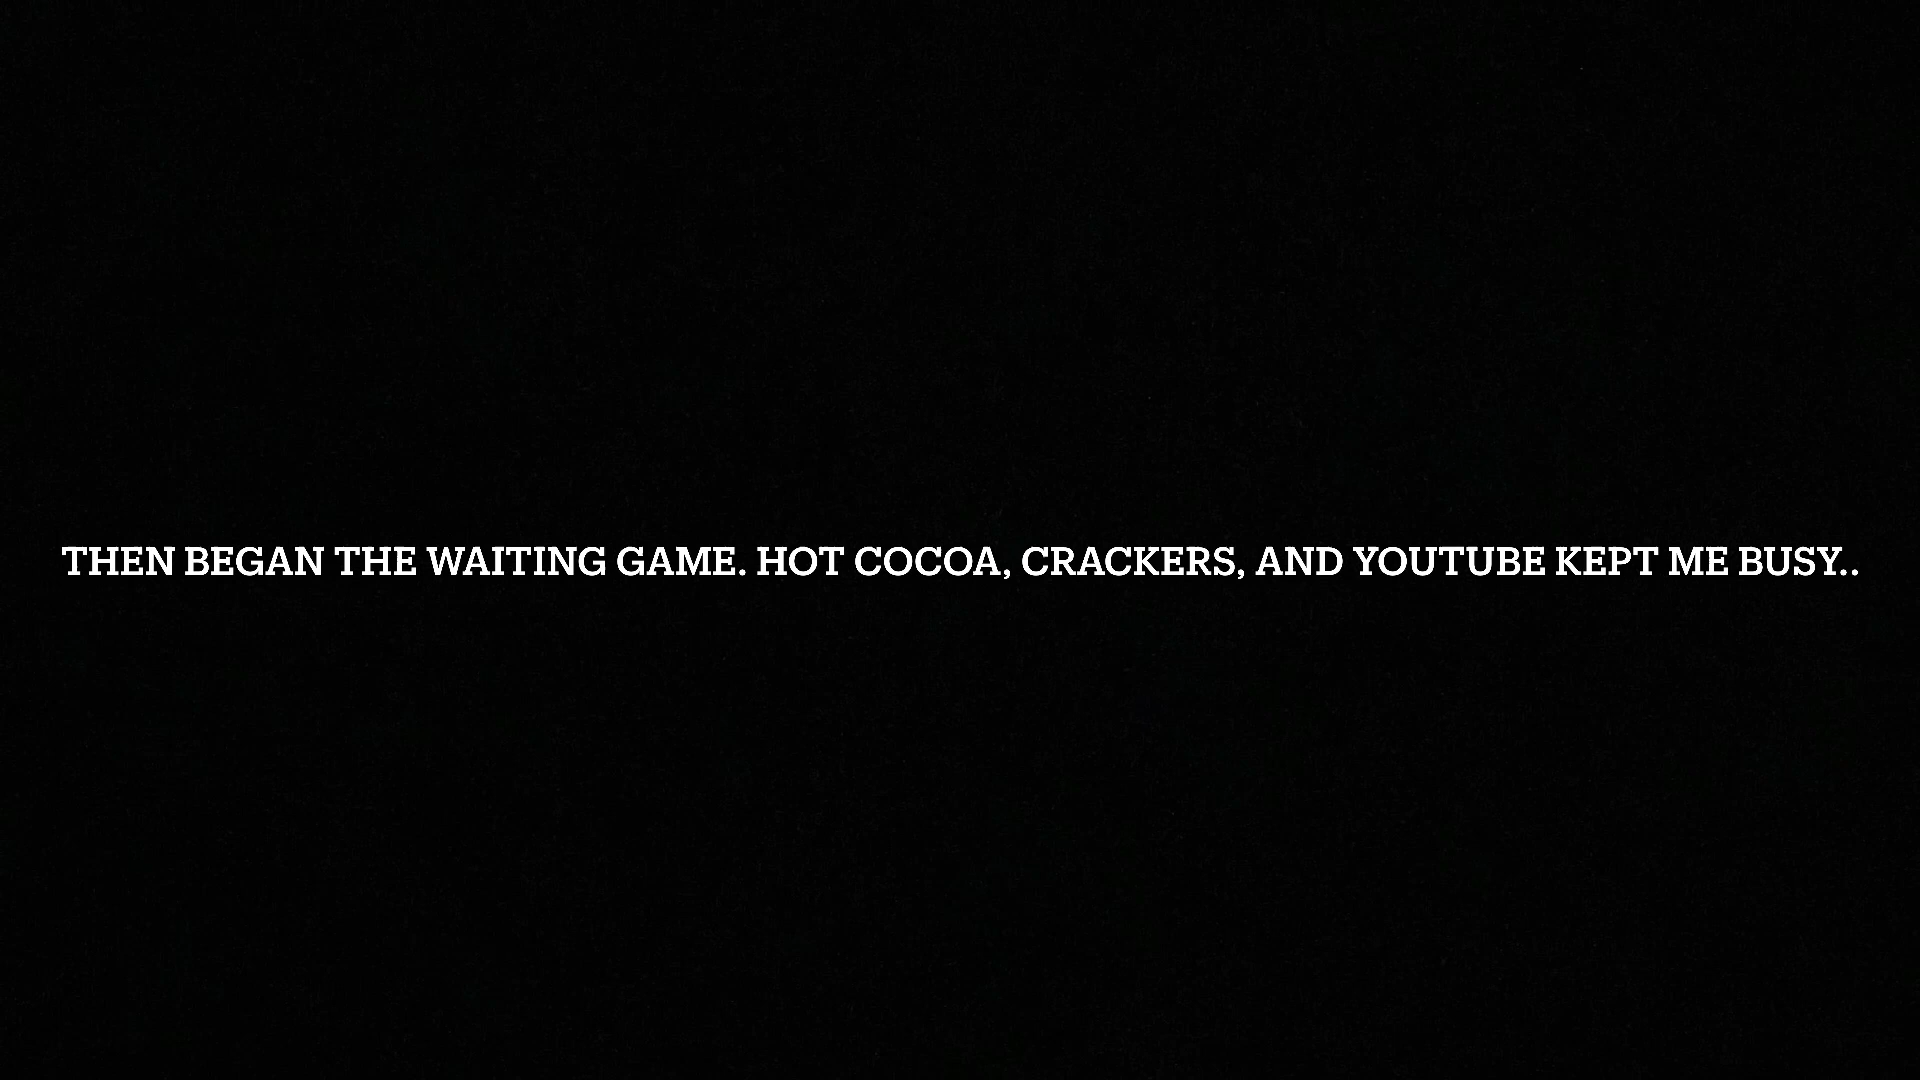 THEN BEGAN THE WAITING GAME. HOT COCOA, CRACKERS, AND YOUTUBE KEPT ME BUSY..